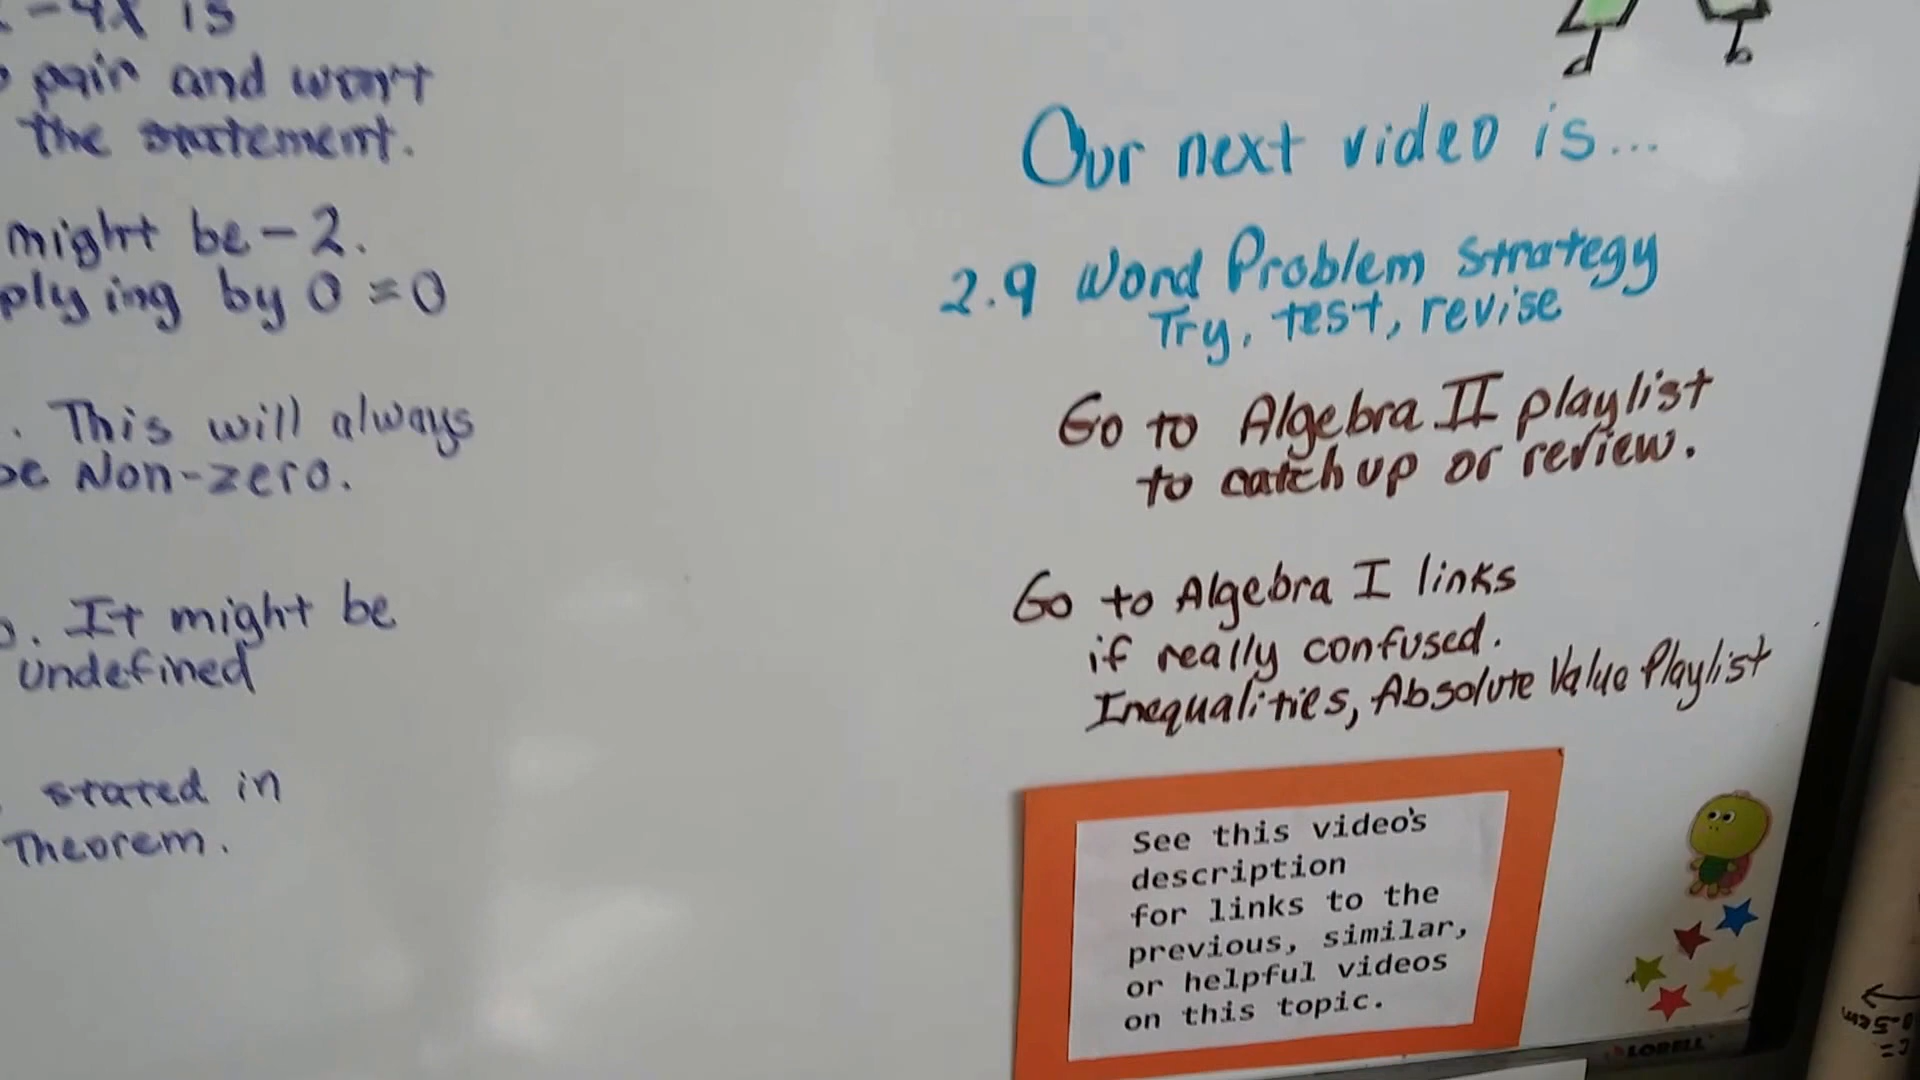 -4x is
pair and won't
the statement.
might be -2.
plying by 0 = 0
. This will always
be Non-zero.
. It might be
undefined
stated in
Theorem.
d b
Our next video is...
2.9 Word Problem Strategy
Try, test, revise
Go to Algebra II playlist
to catch up or review.
Go to Algebra I links
if really confused.
Inequalities, Absolute Value Playlist
See this video's
description
for links to the
previous, similar,
or helpful videos
on this topic.
LORELL